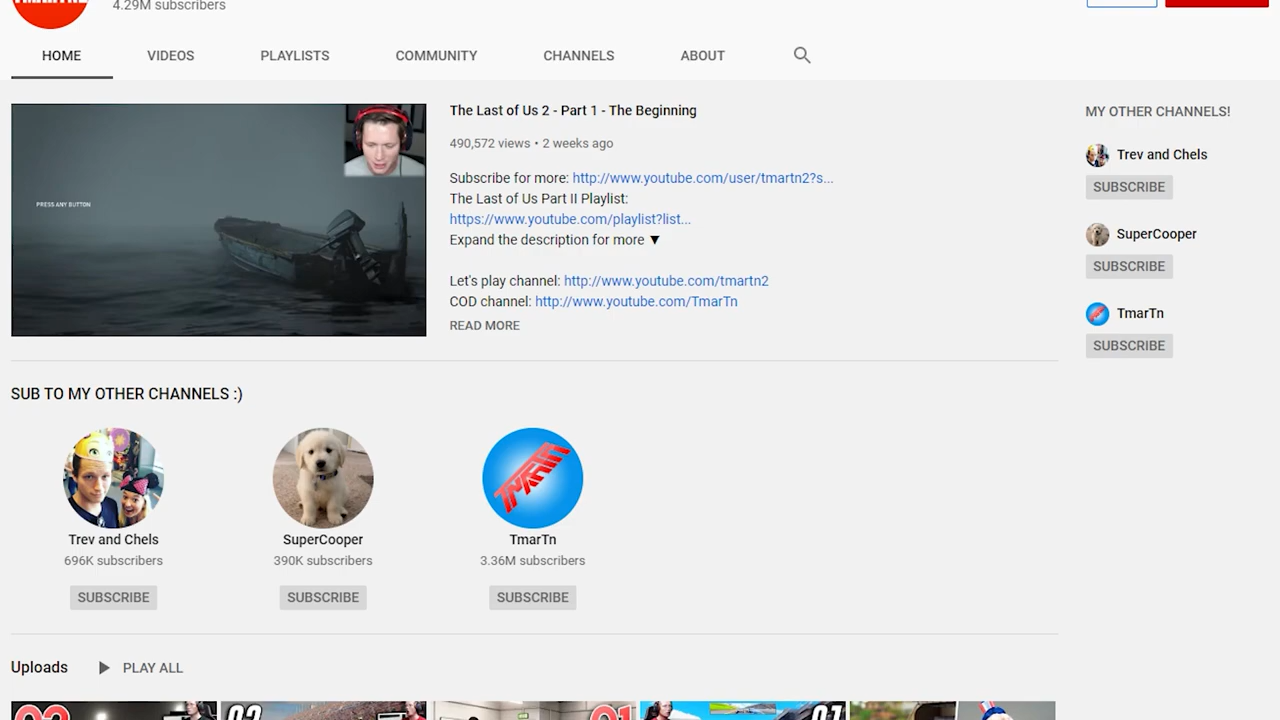 4.29M subscribers
HOME
VIDEOS
PLAYLISTS
COMMUNITY
CHANNELS
ABOUT
PRESS ANY BUTTON
The Last of Us 2 - Part 1 - The Beginning
490,572 views • 2 weeks ago
Subscribe for more: http://www.youtube.com/user/tmartn2?s...
The Last of Us Part II Playlist:
https://www.youtube.com/playlist?list...
Expand the description for more ▼
Let's play channel: http://www.youtube.com/tmartn2
COD channel: http://www.youtube.com/TmarTn
READ MORE
MY OTHER CHANNELS!
Trev and Chels
SUBSCRIBE
SuperCooper
SUBSCRIBE
TmarTn
SUBSCRIBE
SUB TO MY OTHER CHANNELS :)
TMARTN
Trev and Chels
696K subscribers
SUBSCRIBE
SuperCooper
390K subscribers
SUBSCRIBE
TmarTn
3.36M subscribers
SUBSCRIBE
Uploads
PLAY ALL